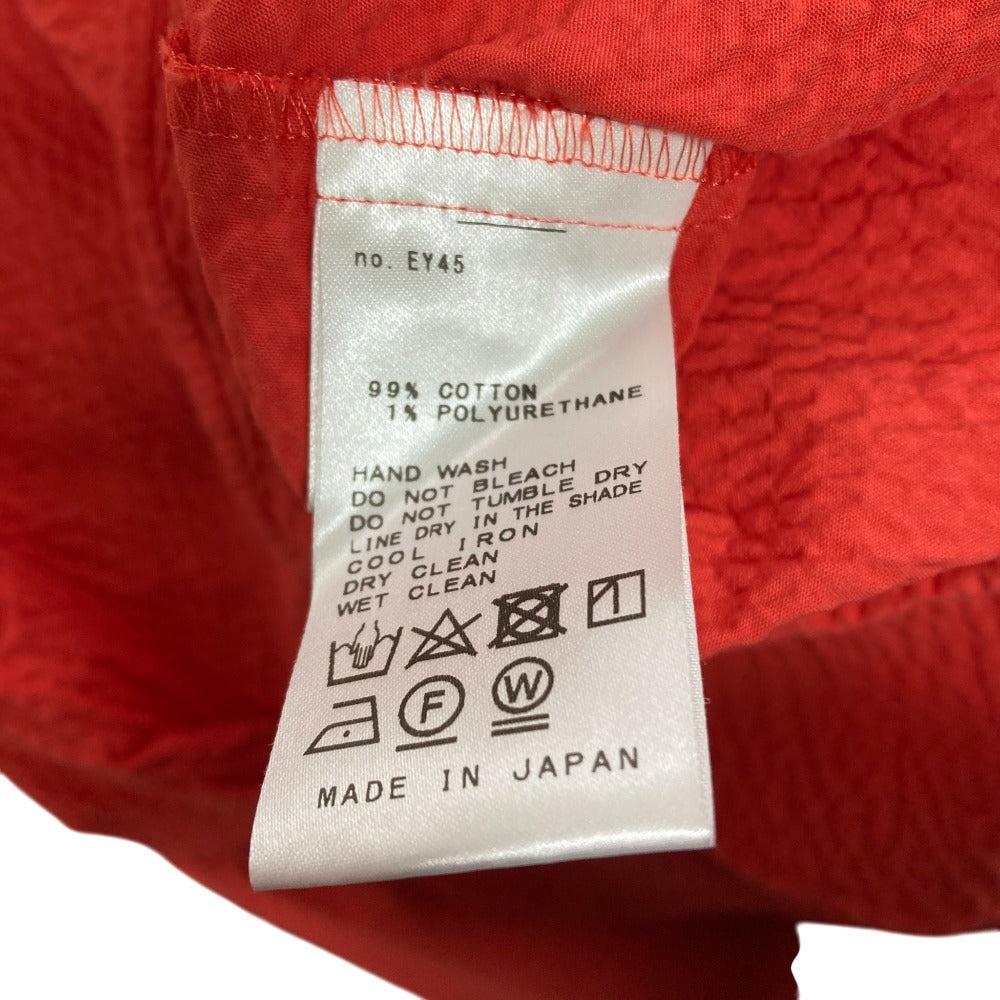 no. EY45
99% COTTON
1% POLYURETHANE
HAND WASH
DO NOT BLEACH
DO NOT TUMBLE DRY
LINE DRY IN THE SHADE
COOL IRON
DRY CLEAN
WET CLEAN
F W
MADE IN JAPAN